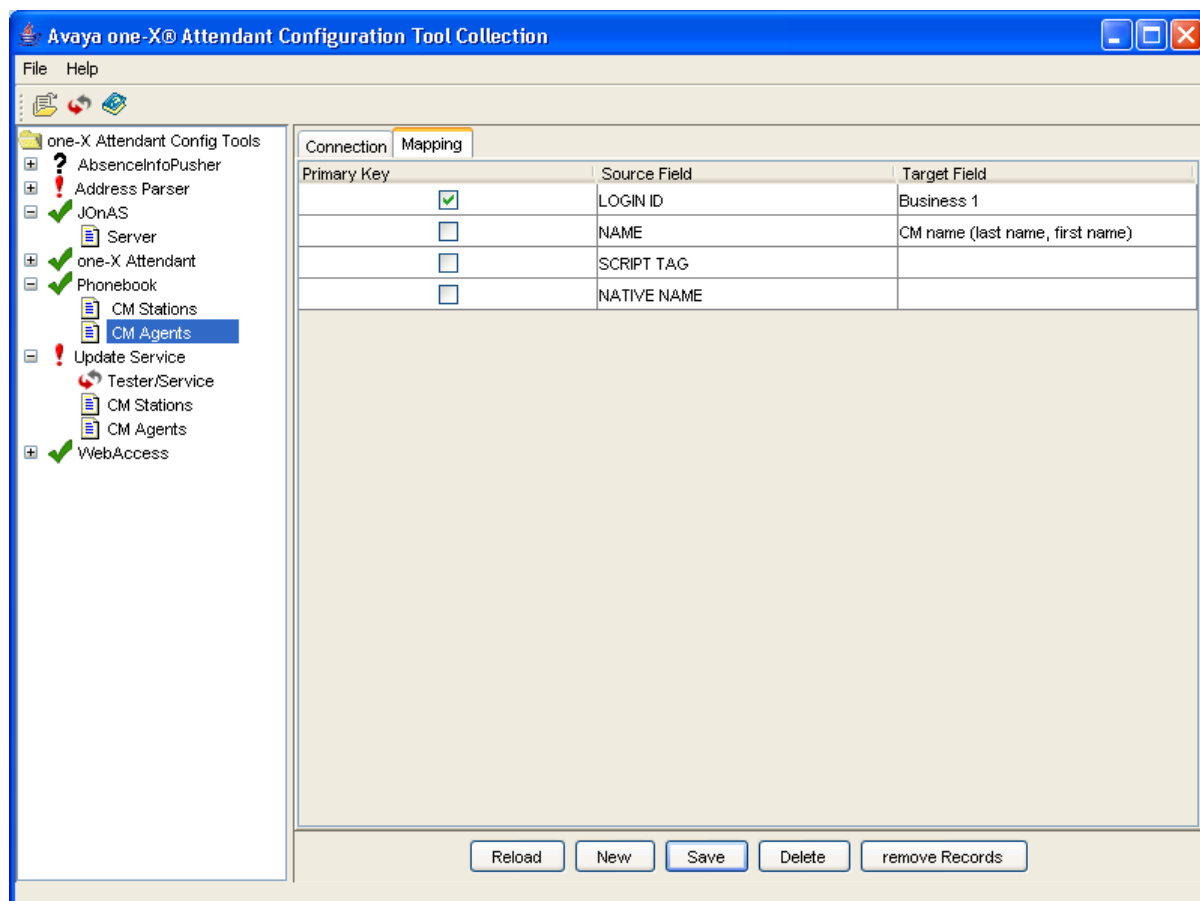 Avaya one-X® Attendant Configuration Tool Collection
File Help
one-X Attendant Config Tools
AbsenceInfoPusher
Address Parser
JOnAS
Server
one-X Attendant
Phonebook
CM Stations
CM Agents
Update Service
Tester/Service
CM Stations
CM Agents
WebAccess
Connection Mapping
Primary Key Source Field Target Field
LOGIN ID Business 1
NAME CM name (last name, first name)
SCRIPT TAG
NATIVE NAME
Reload New Save Delete remove Records